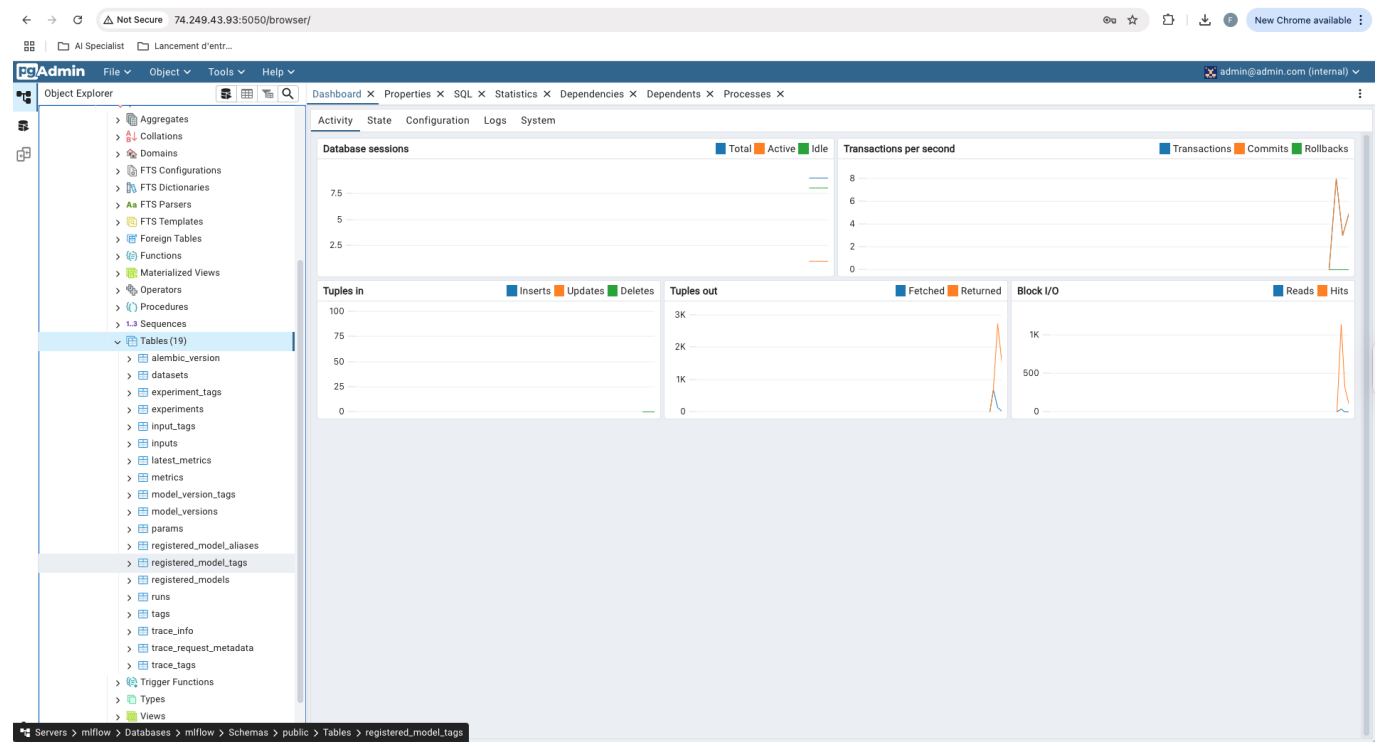 Not Secure 74.249.43.93:5050/browser/ F New Chrome available
AI Specialist Lancement d'entr...
pgAdmin File Object Tools Help admin@admin.com (internal)
Object Explorer
Dashboard Properties SQL Statistics Dependencies Dependents Processes
Activity State Configuration Logs System
Aggregates
Collations
Domains
FTS Configurations
FTS Dictionaries
Aa FTS Parsers
FTS Templates
Foreign Tables
Functions
Materialized Views
Operators
Procedures
1..3 Sequences
Tables (19)
alembic_version
datasets
experiment_tags
experiments
input_tags
inputs
latest_metrics
metrics
model_version_tags
model_versions
params
registered_model_aliases
registered_model_tags
registered_models
runs
tags
trace_info
trace_request_metadata
trace_tags
Trigger Functions
Types
Views
Database sessions Total Active Idle
7.5
5
2.5
Transactions per second Transactions Commits Rollbacks
8
6
4
2
0
Tuples in Inserts Updates Deletes
100
75
50
25
0
Tuples out Fetched Returned
3K
2K
1K
0
Block I/O Reads Hits
1K
500
0
Servers > mlflow > Databases > mlflow > Schemas > public > Tables > registered_model_tags